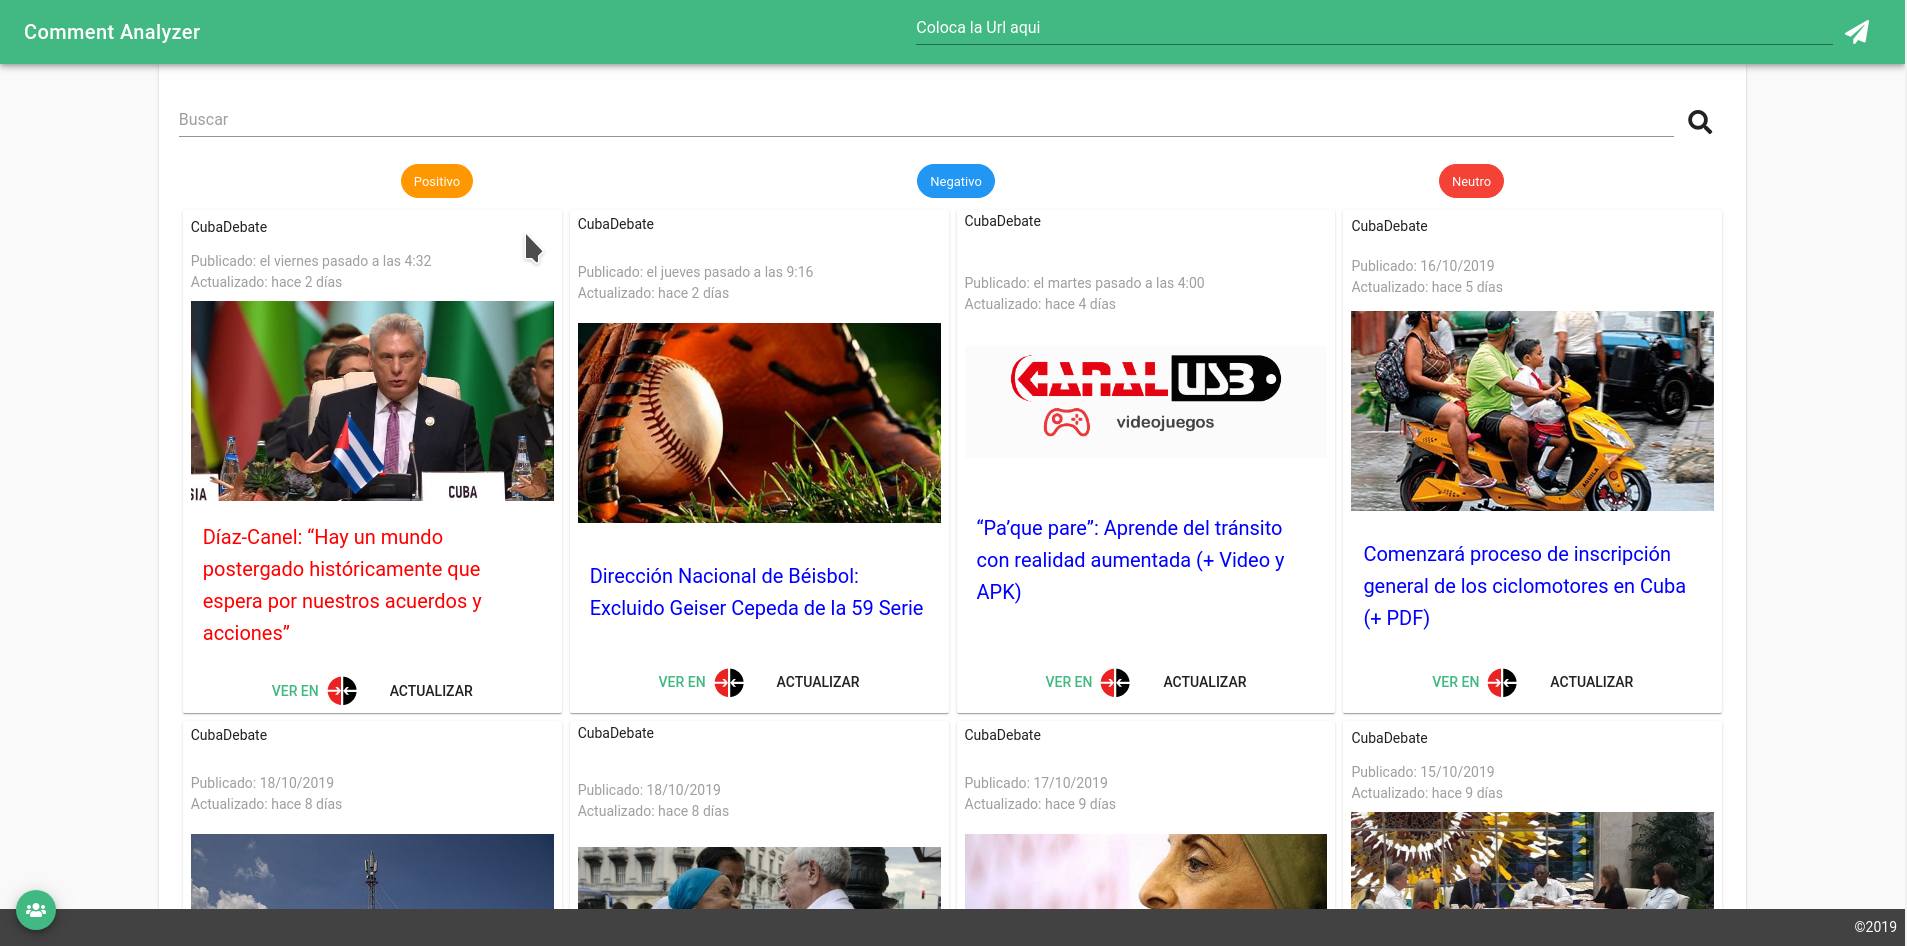 Comment Analyzer
Coloca la Url aqui
Buscar
Positivo
Negativo
Neutro
CubaDebate
Publicado: el viernes pasado a las 4:32
Actualizado: hace 2 días
SIA
CUBA
Díaz-Canel: “Hay un mundo
postergado históricamente que
espera por nuestros acuerdos y
acciones”
VER EN
ACTUALIZAR
CubaDebate
Publicado: el jueves pasado a las 9:16
Actualizado: hace 2 días
Dirección Nacional de Béisbol:
Excluido Geiser Cepeda de la 59 Serie
VER EN
ACTUALIZAR
CubaDebate
Publicado: el martes pasado a las 4:00
Actualizado: hace 4 días
CANAL USB
videojuegos
“Pa’que pare”: Aprende del tránsito
con realidad aumentada (+ Video y
APK)
VER EN
ACTUALIZAR
CubaDebate
Publicado: 16/10/2019
Actualizado: hace 5 días
Comenzará proceso de inscripción
general de los ciclomotores en Cuba
(+ PDF)
VER EN
ACTUALIZAR
CubaDebate
Publicado: 18/10/2019
Actualizado: hace 8 días
CubaDebate
Publicado: 18/10/2019
Actualizado: hace 8 días
CubaDebate
Publicado: 17/10/2019
Actualizado: hace 9 días
CubaDebate
Publicado: 15/10/2019
Actualizado: hace 9 días
©2019